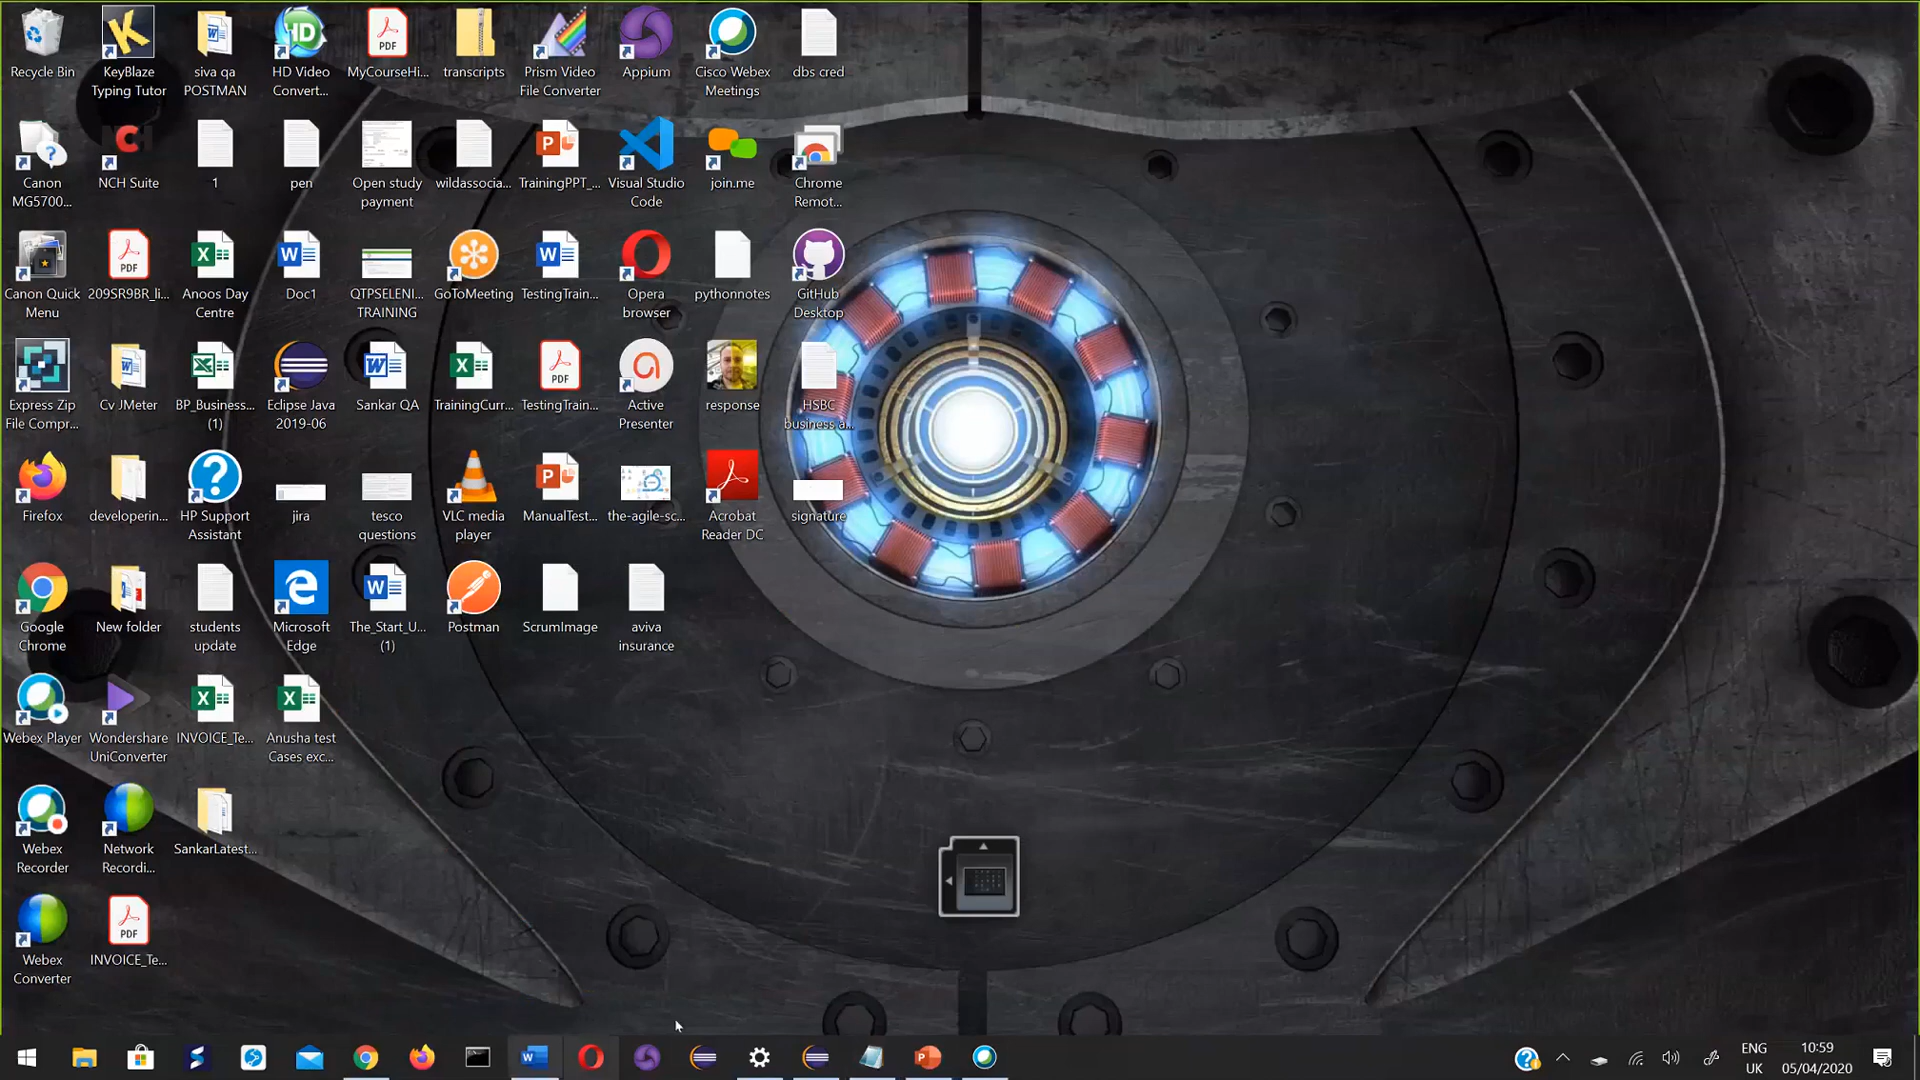 Recycle Bin
KeyBlaze
Typing Tutor
siva qa
POSTMAN
HD Video
Convert...
MyCourseHi...
transcripts
Prism Video
File Converter
Appium
Cisco Webex
Meetings
dbs cred
Canon
MG5700...
NCH Suite
1
pen
Open study
payment
wildassocia...
TrainingPPT_...
Visual Studio
Code
join.me
Chrome
Remot...
Canon Quick
Menu
209SR9BR_li...
Anoos Day
Centre
Doc1
QTPSELENI...
TRAINING
GoToMeeting
TestingTrain...
Opera
browser
pythonnotes
GitHub
Desktop
Express Zip
File Compr...
Cv JMeter
BP_Business...
(1)
Eclipse Java
2019-06
Sankar QA
TrainingCurr...
TestingTrain...
Active
Presenter
response
HSBC
business a...
Firefox
developerin...
HP Support
Assistant
jira
tesco
questions
VLC media
player
ManualTest...
the-agile-sc...
Acrobat
Reader DC
signature
Google
Chrome
New folder
students
update
Microsoft
Edge
The_Start_U...
(1)
Postman
ScrumImage
aviva
insurance
Webex Player
Wondershare
UniConverter
INVOICE_Te...
Anusha test
Cases exc...
Webex
Recorder
Network
Recordi...
SankarLatest...
Webex
Converter
INVOICE_Te...
ENG
UK
10:59
05/04/2020